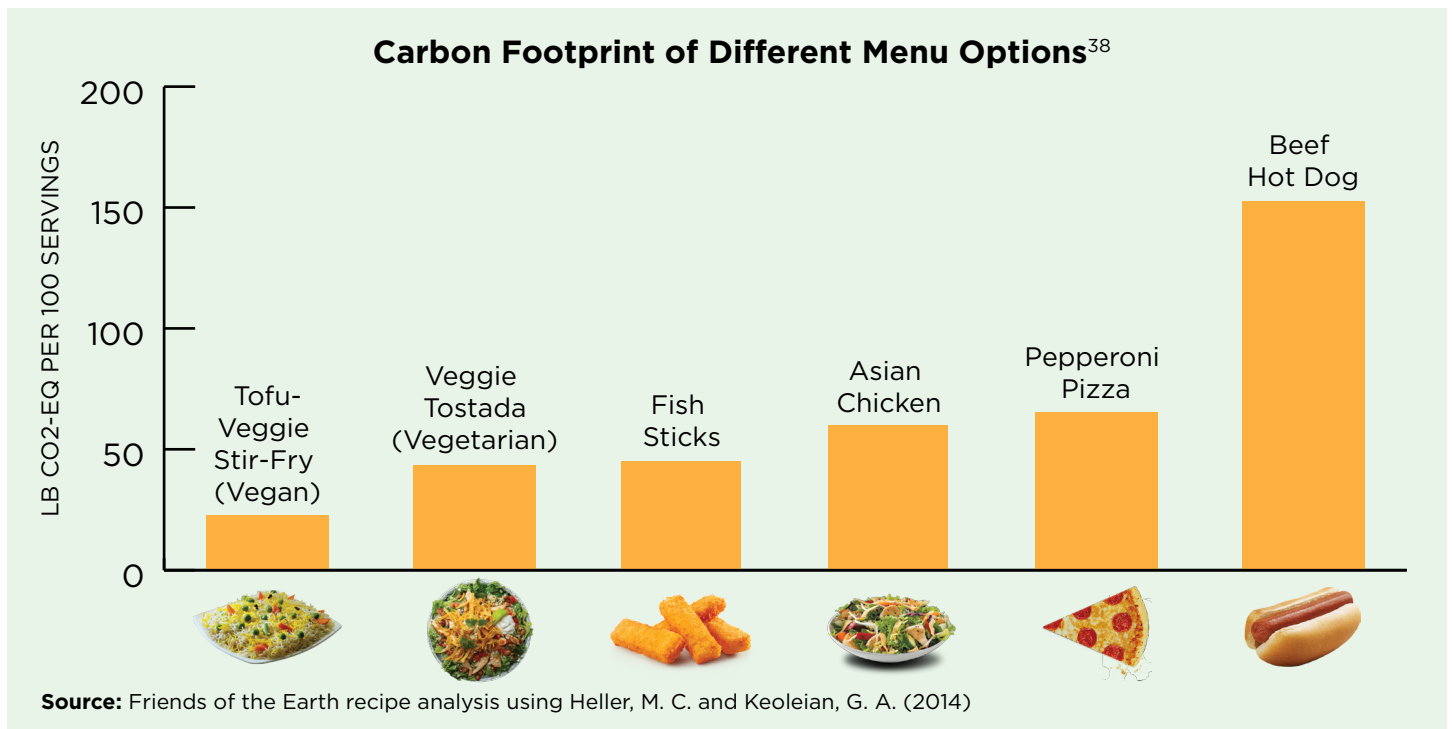 Carbon Footprint of Different Menu Options38
LB CO2-EQ PER 100 SERVINGS
200
150
100
50
0
Tofu-
Veggie
Stir-Fry
(Vegan)
Veggie
Tostada
(Vegetarian)
Fish
Sticks
Asian
Chicken
Pepperoni
Pizza
Beef
Hot Dog
Source: Friends of the Earth recipe analysis using Heller, M. C. and Keoleian, G. A. (2014)